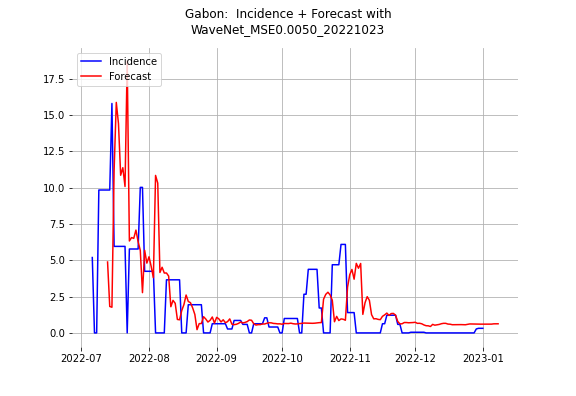 Gabon:  Incidence + Forecast with
WaveNet_MSE0.0050_20221023
Incidence
Forecast
17.5
15.0
12.5
10.0
7.5
5.0
2.5
0.0
2022-07 2022-08 2022-09 2022-10 2022-11 2022-12 2023-01